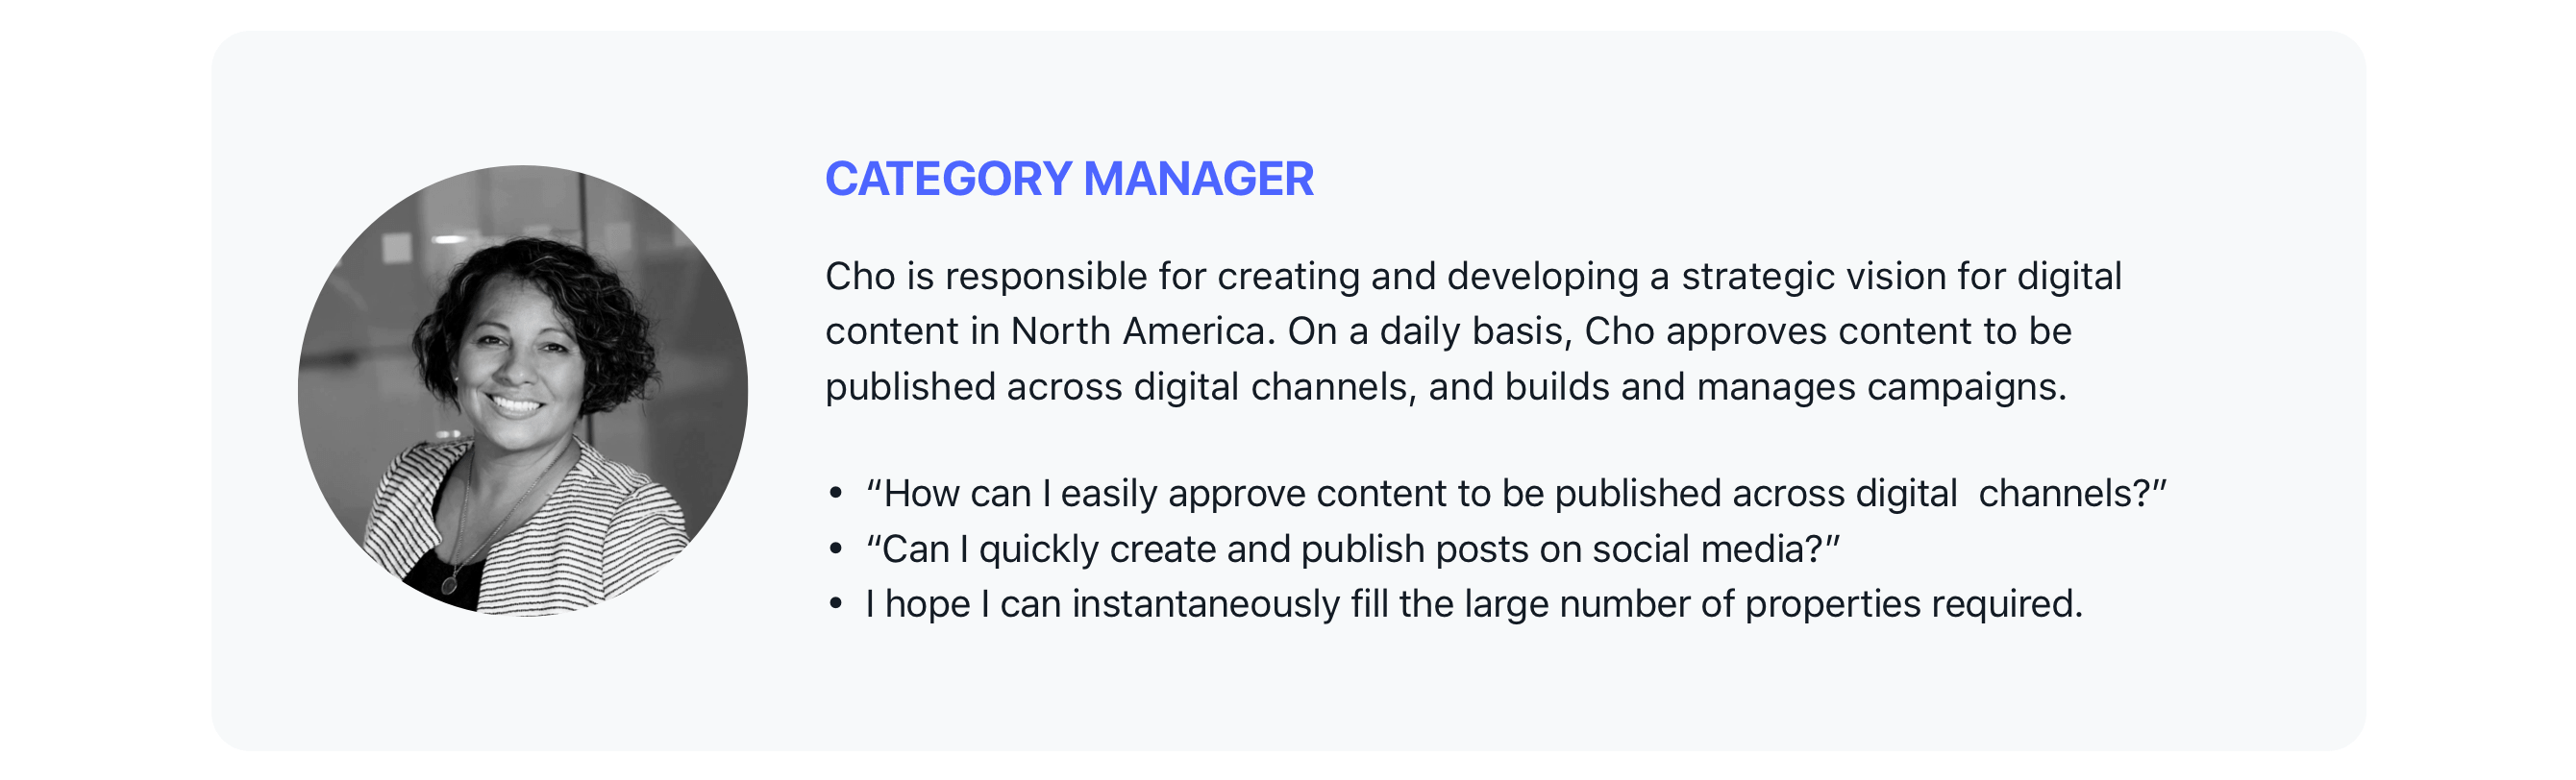 CATEGORY MANAGER
Cho is responsible for creating and developing a strategic vision for digital
content in North America. On a daily basis, Cho approves content to be
published across digital channels, and builds and manages campaigns.
• “How can I easily approve content to be published across digital  channels?”
• “Can I quickly create and publish posts on social media?”
• I hope I can instantaneously fill the large number of properties required.